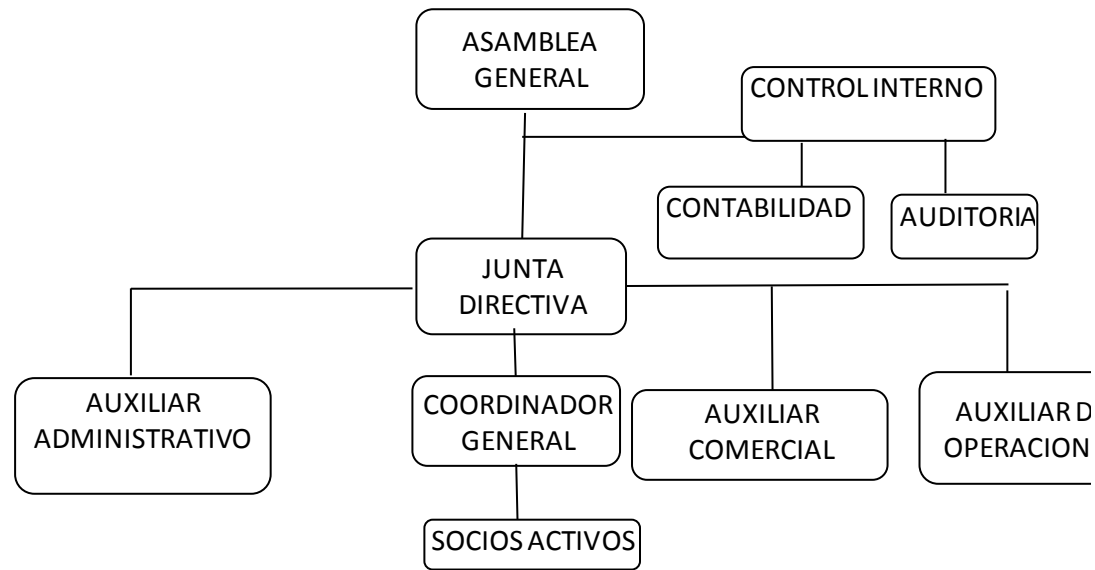 ASAMBLEA
GENERAL
CONTROL INTERNO
CONTABILIDAD
AUDITORIA
JUNTA
DIRECTIVA
AUXILIAR
ADMINISTRATIVO
COORDINADOR
GENERAL
AUXILIAR
COMERCIAL
AUXILIAR D
OPERACION
SOCIOS ACTIVOS